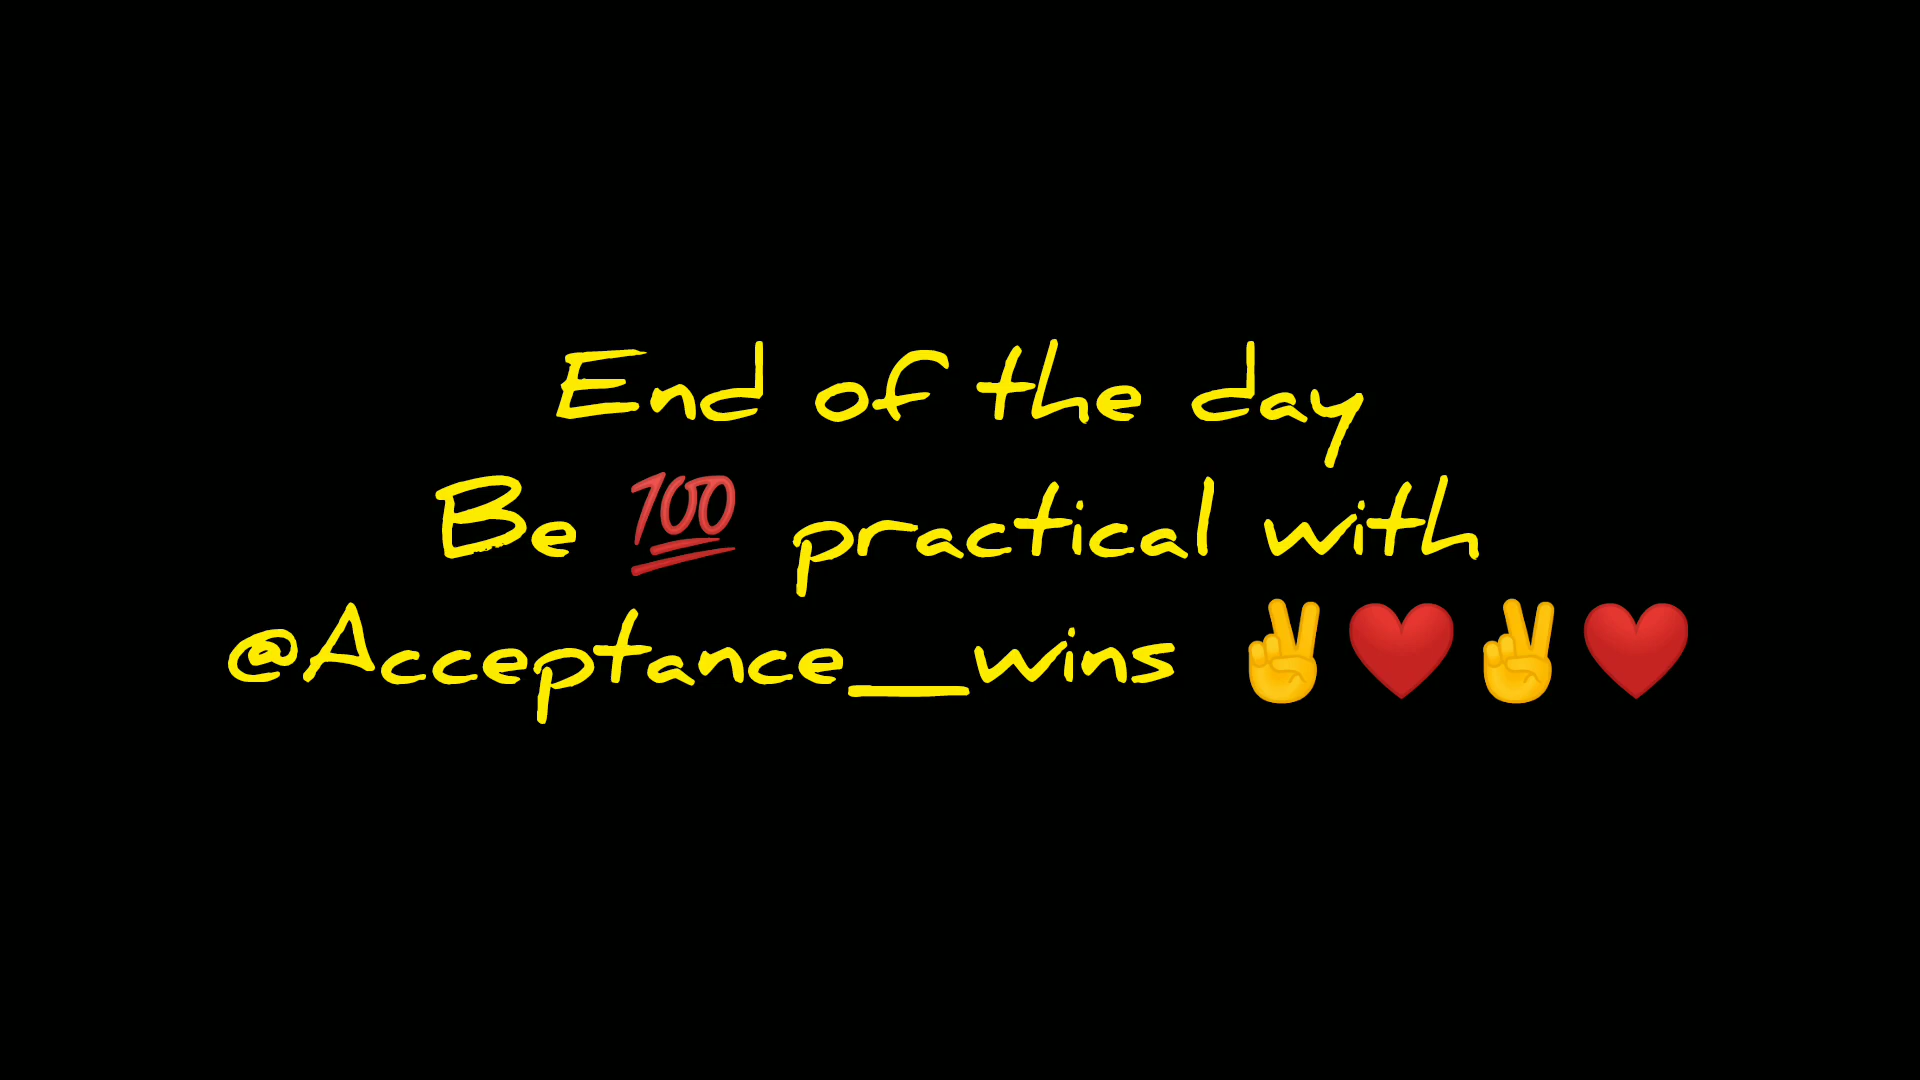 End of the day
Be 💯 practical with
@Acceptance__wins ✌️❤️✌️❤️